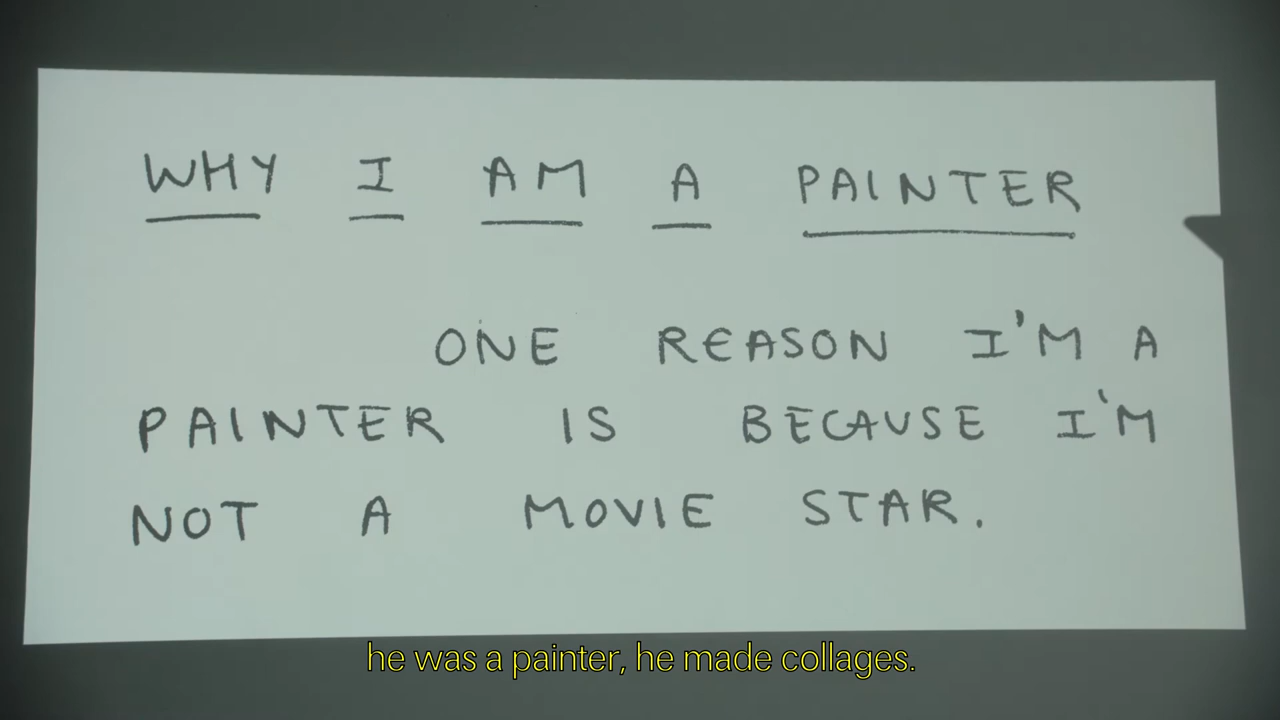 WHY I AM A PAINTER
ONE REASON I'M A
PAINTER IS BECAUSE I'M
NOT A MOVIE STAR.
he was a painter, he made collages.